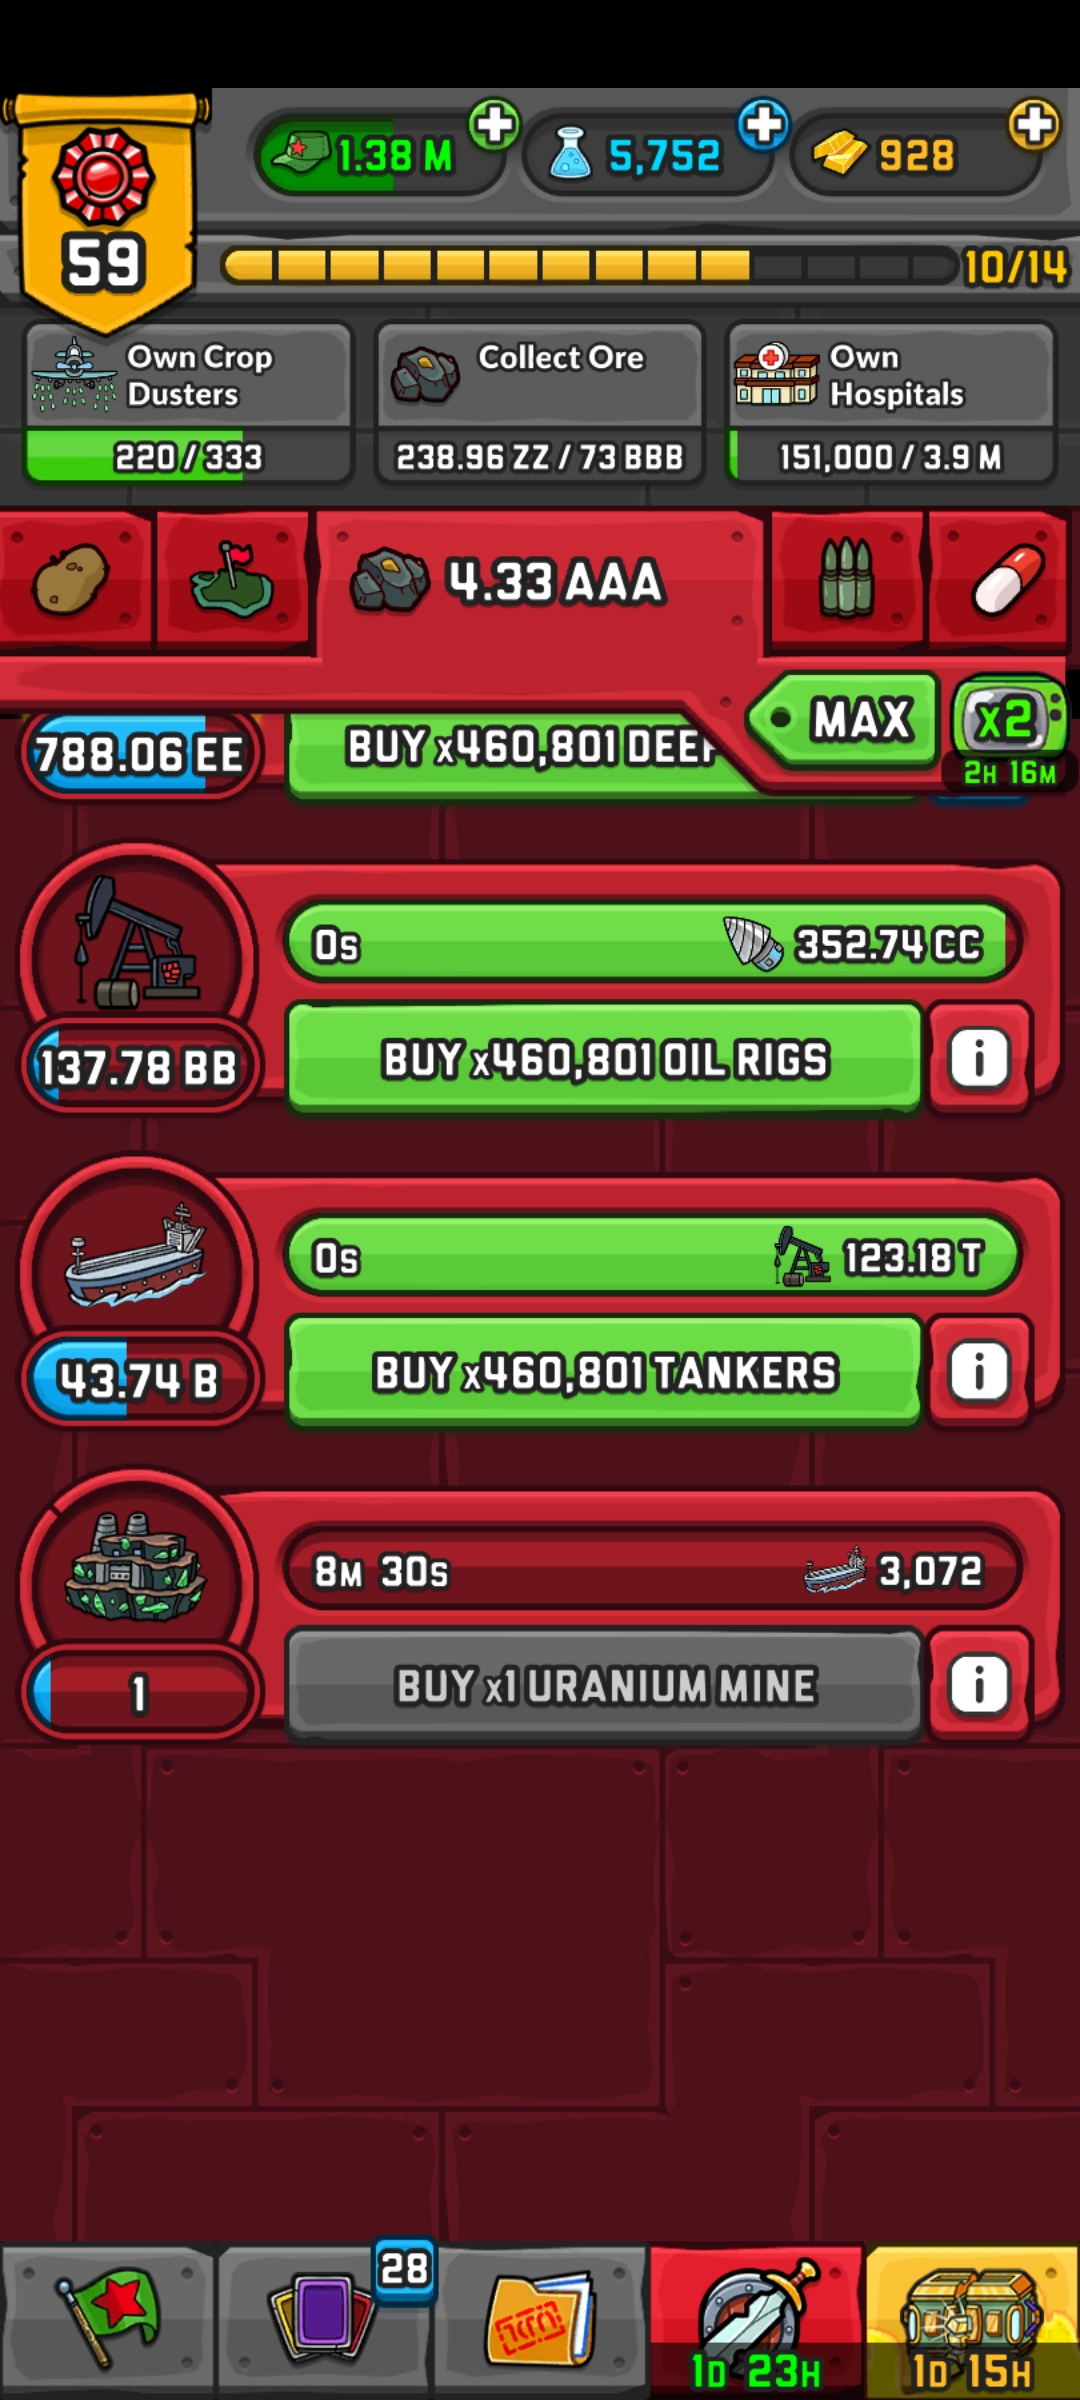 59
1.38 M
5,752
928
10/14
Own Crop
Dusters
220 / 333
Collect Ore
238.96 ZZ / 73 BBB
Own
Hospitals
151,000 / 3.9 M
4.33 AAA
MAX
x2
2H 16M
788.06 EE
BUY x460,801 DEEP
0s
352.74 CC
137.78 BB
BUY x460,801 OIL RIGS
i
0s
123.18 T
43.74 B
BUY x460,801 TANKERS
i
8M 30s
3,072
1
BUY x1 URANIUM MINE
i
28
1D 23H
1D 15H